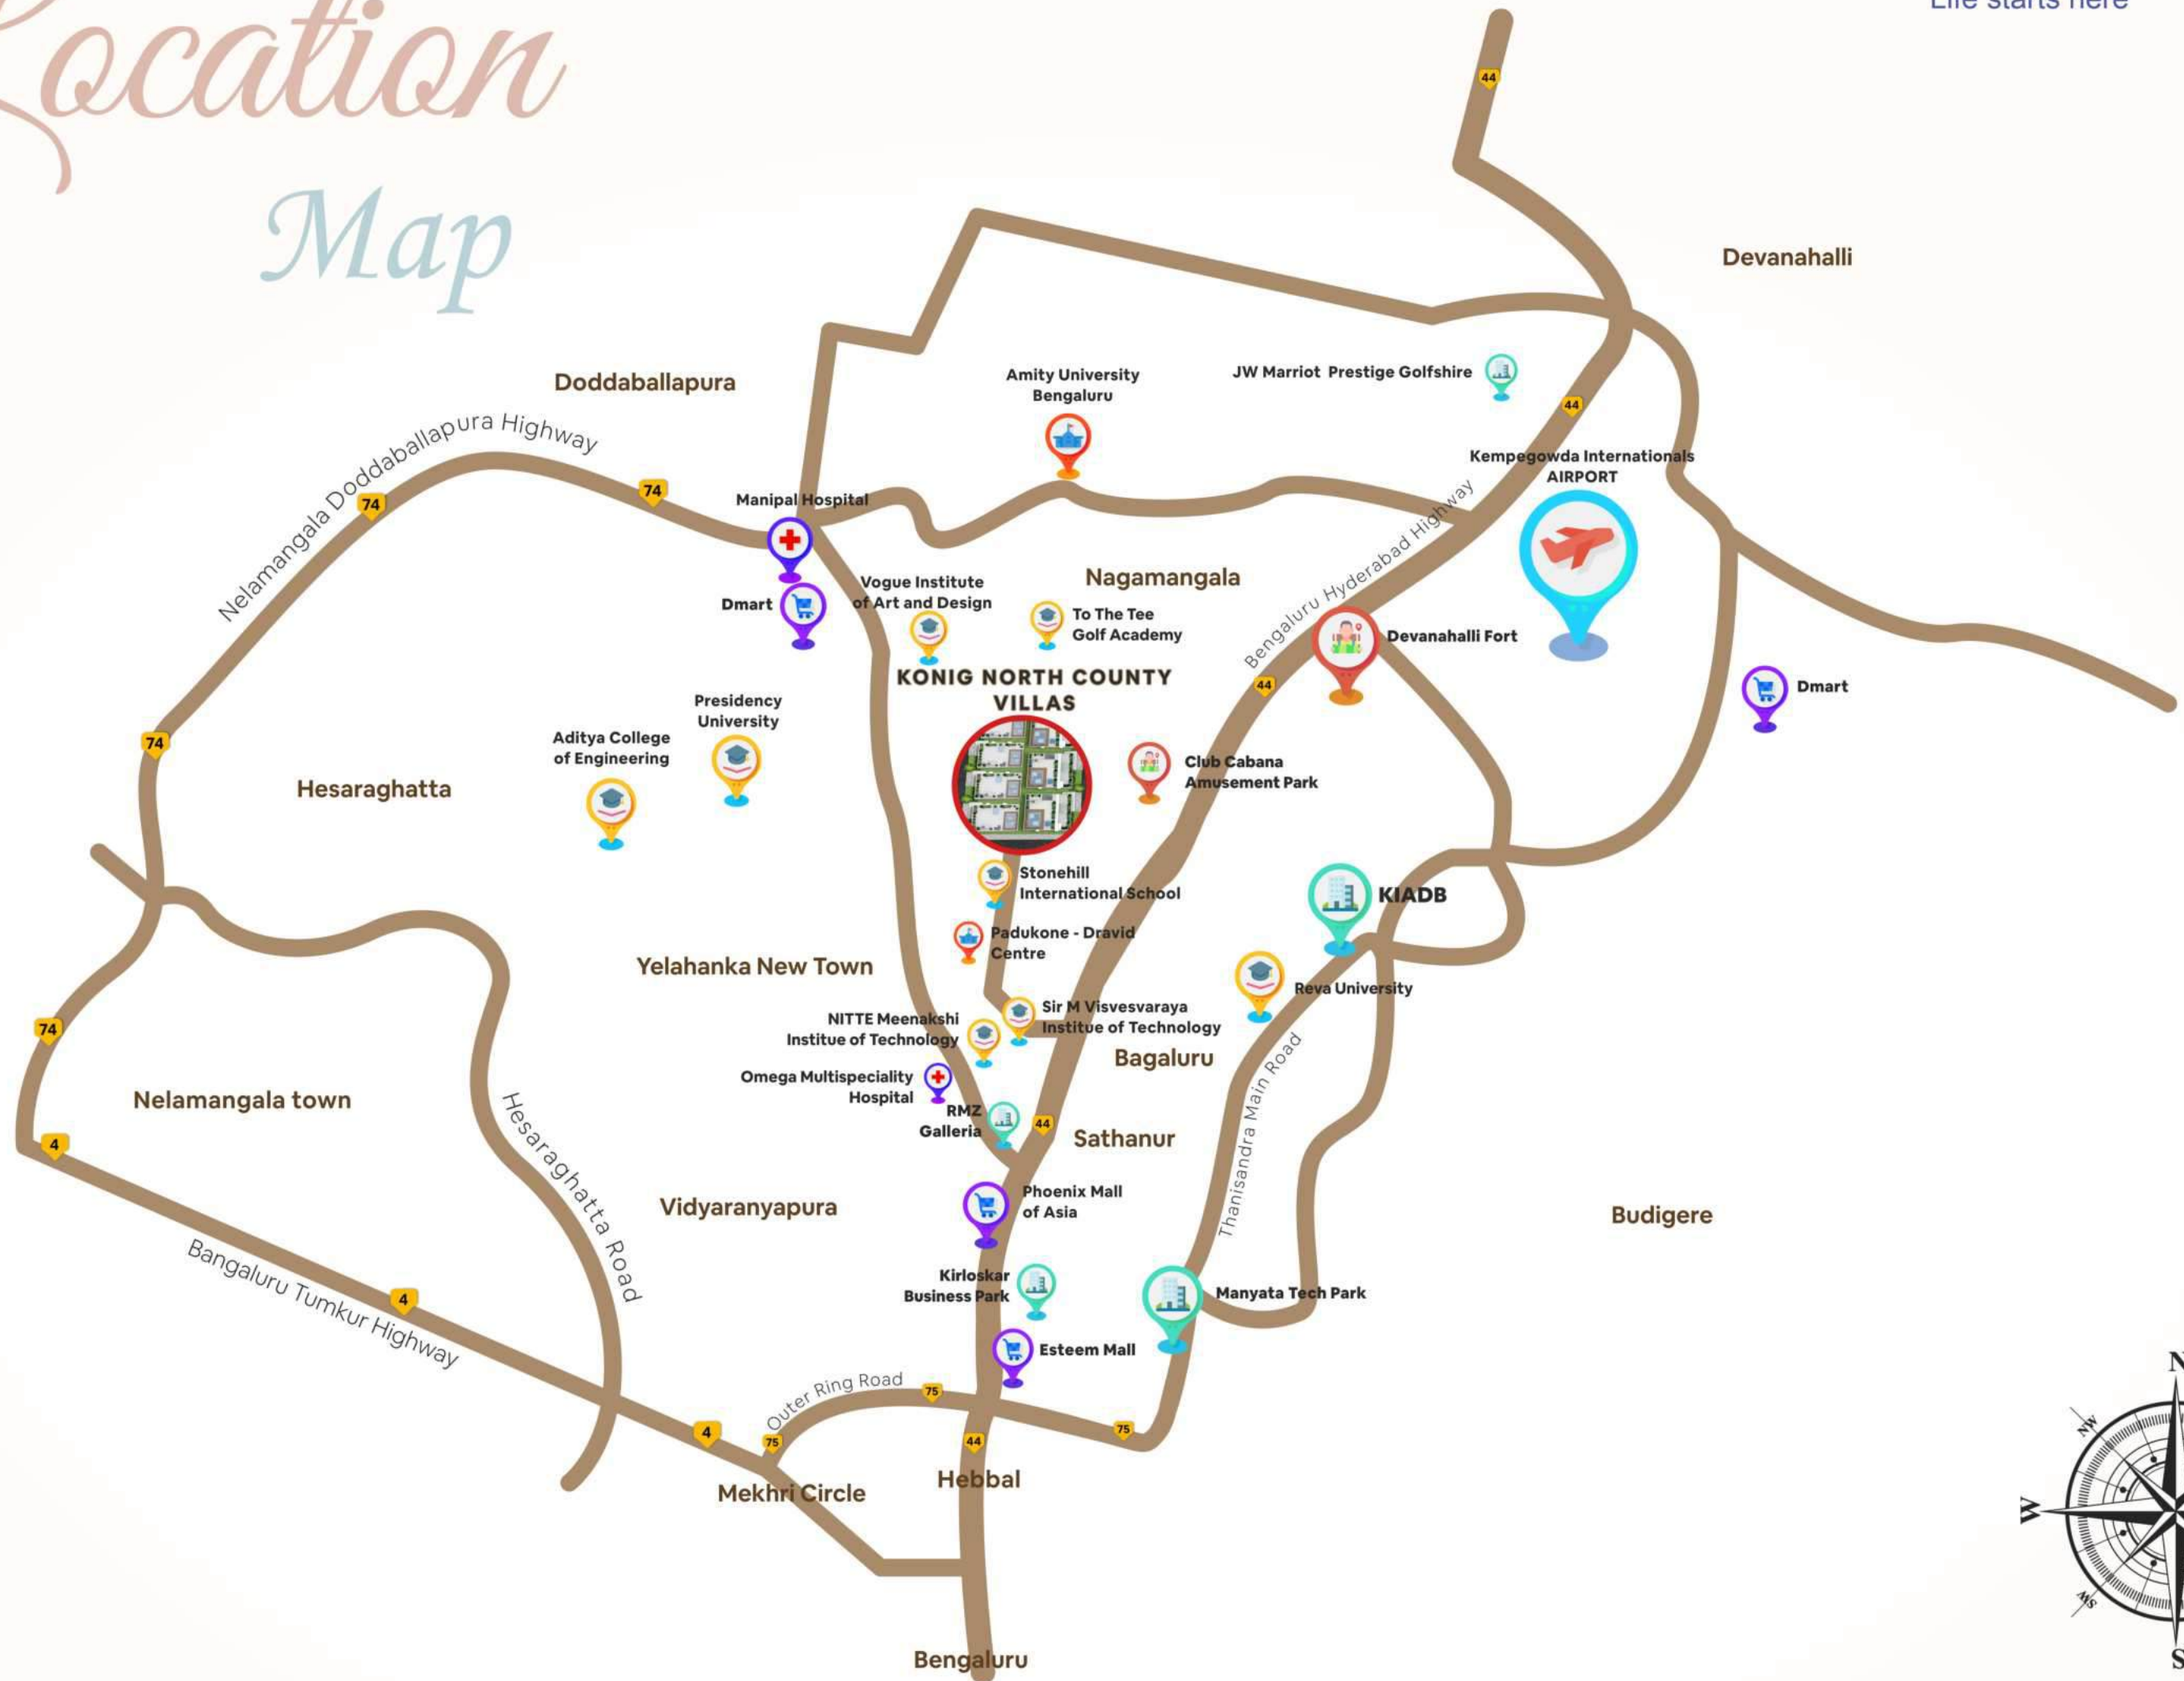 Life starts here
Location
Map
44
Devanahalli
Doddaballapura
Amity University
Bengaluru
JW Marriot Prestige Golfshire
44
Nelamangala Doddaballapura Highway
74
74
Manipal Hospital
Kempegowda Internationals
AIRPORT
Bengaluru Hyderabad Highway
Nagamangala
Vogue Institute
of Art and Design
Dmart
To The Tee
Golf Academy
Devanahalli Fort
KONIG NORTH COUNTY
VILLAS
44
Dmart
Presidency
University
Aditya College
of Engineering
74
Hesaraghatta
Club Cabana
Amusement Park
Stonehill
International School
KIADB
Padukone - Dravid
Centre
Yelahanka New Town
Reva University
Sir M Visvesvaraya
Institue of Technology
NITTE Meenakshi
Institue of Technology
74
Bagaluru
Omega Multispeciality
Hospital
Nelamangala town
RMZ
Galleria
44
Sathanur
Thanisandra Main Road
4
Hesaraghatta Road
Phoenix Mall
of Asia
Vidyaranyapura
Budigere
Kirloskar
Business Park
Manyata Tech Park
4
Bangaluru Tumkur Highway
Esteem Mall
Outer Ring Road
75
75
4
75
44
Hebbal
Mekhri Circle
Bengaluru
N
NW
W
SW
S